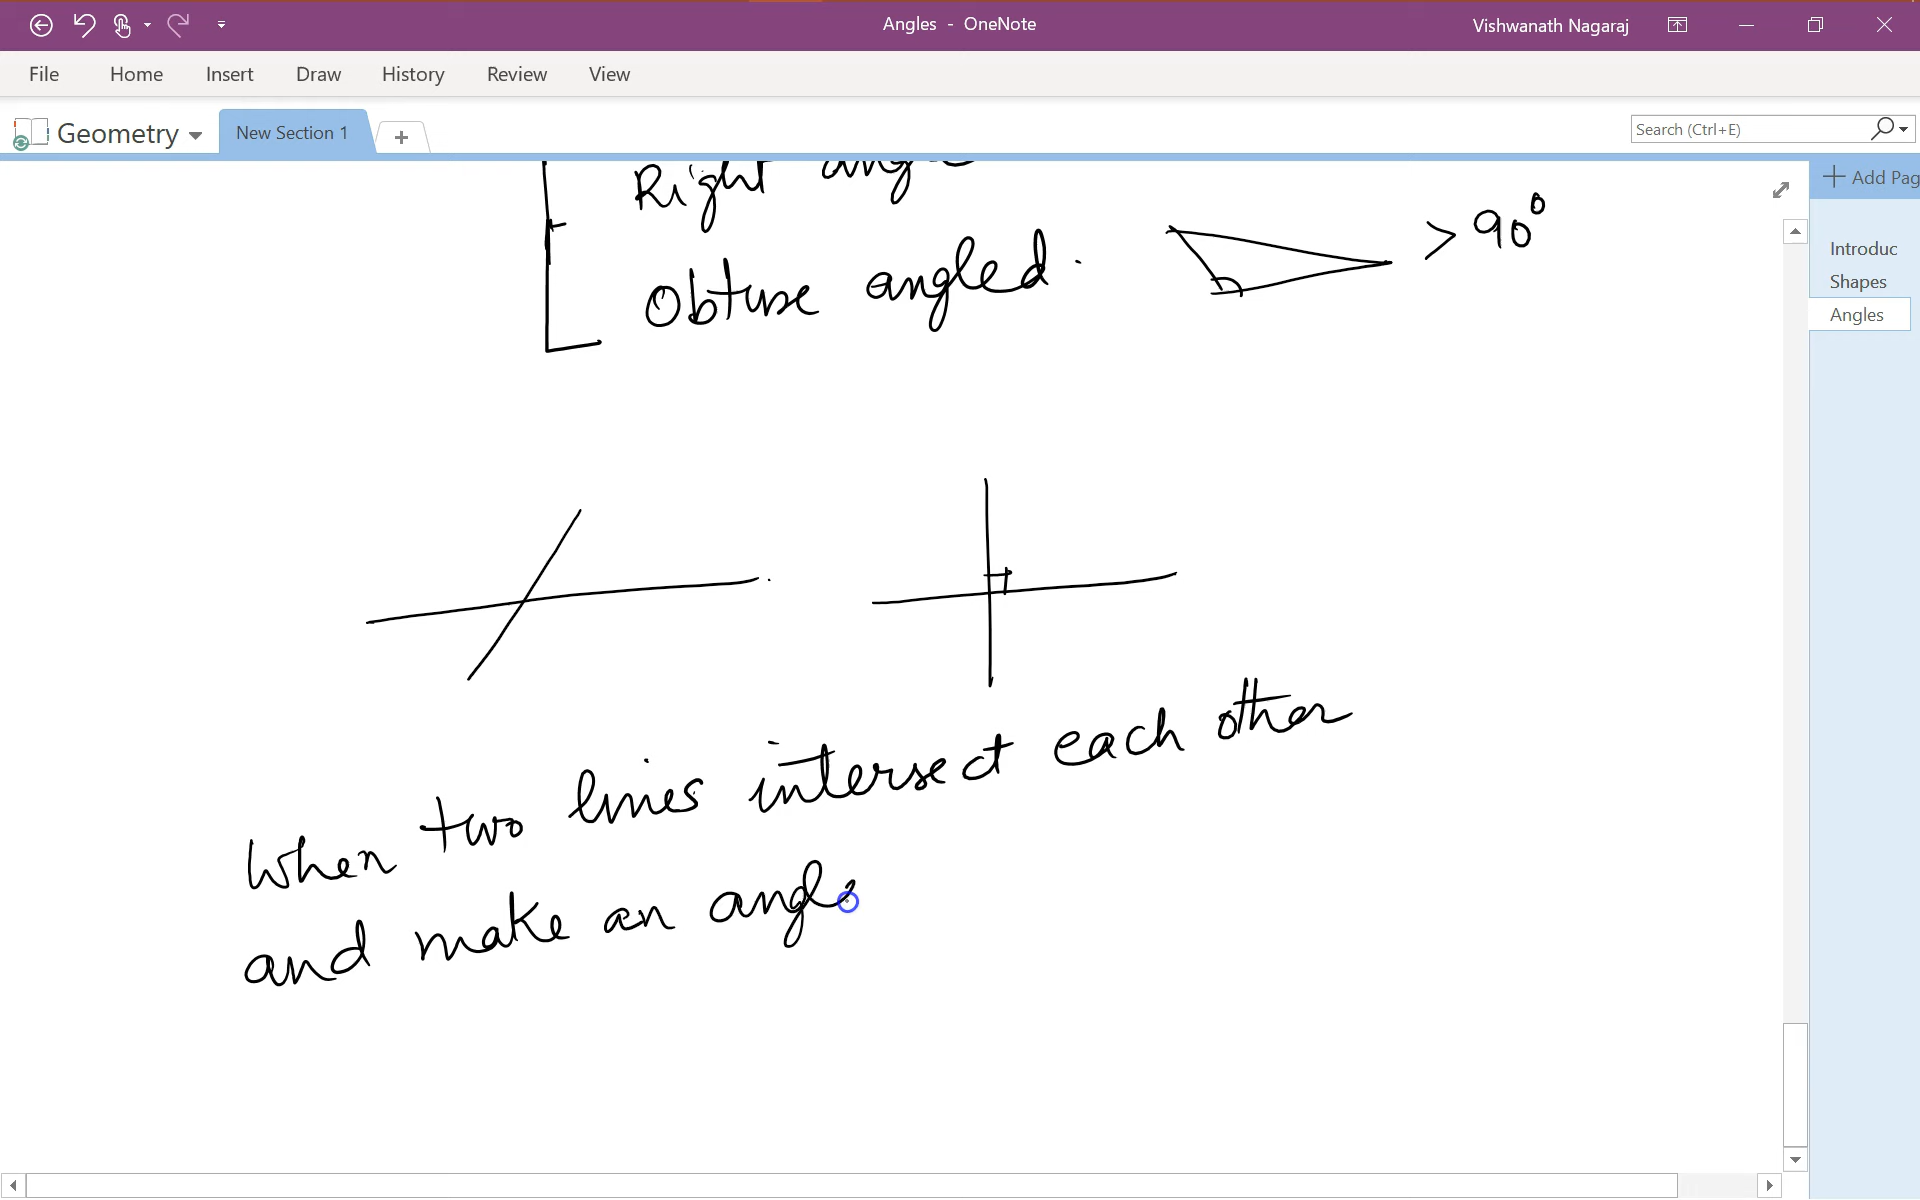 Angles - OneNote
Vishwanath Nagaraj
File Home Insert Draw History Review View
Geometry
New Section 1
+
Search (Ctrl+E)
+ Add Pag
Introduc
Shapes
Angles
Right angle
Obtuse angled.
> 90°
When two lines intersect each other
and make an angle